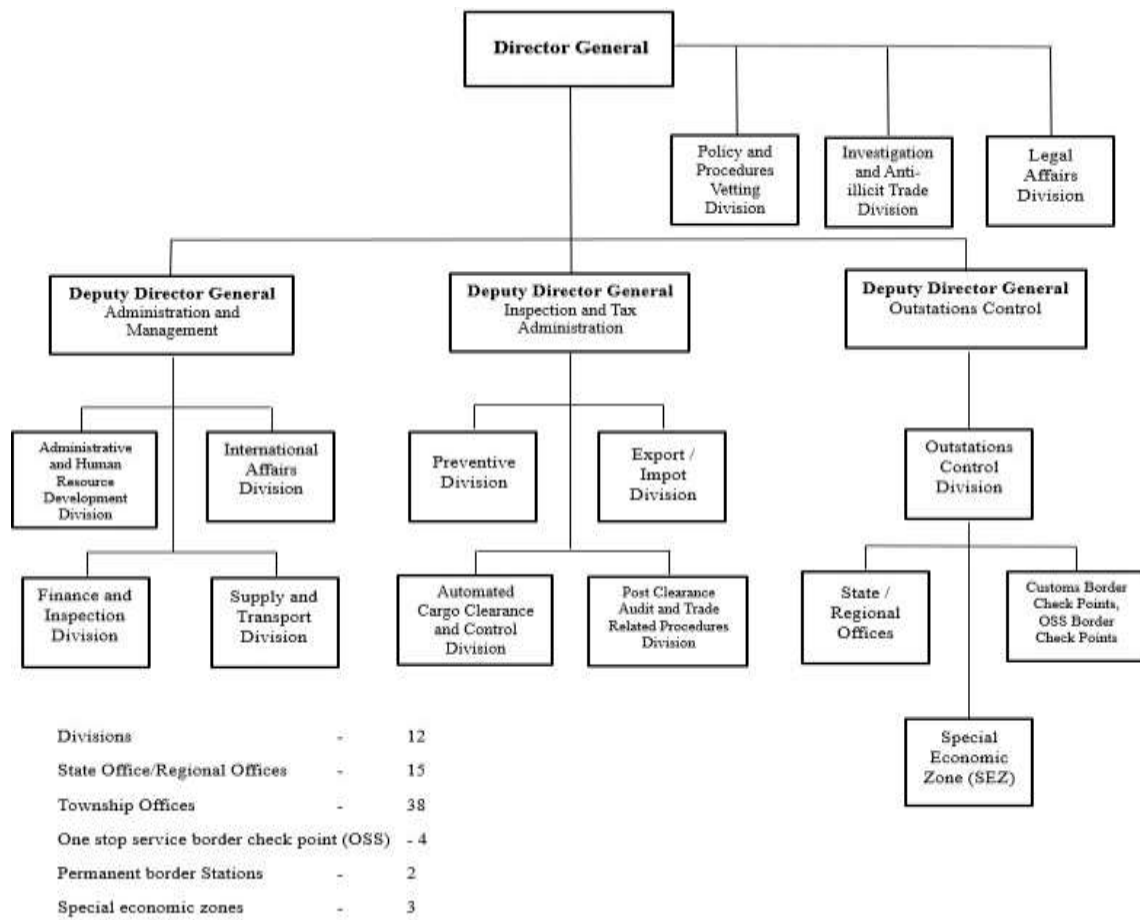 Director General
Policy and
Procedures
Vetting
Division
Investigation
and Anti-
illicit Trade
Division
Legal
Affairs
Division
Deputy Director General
Administration and
Management
Deputy Director General
Inspection and Tax
Administration
Deputy Director General
Outstations Control
Administrative
and Human
Resource
Development
Division
International
Affairs
Division
Preventive
Division
Export /
Impot
Division
Outstations
Control
Division
Finance and
Inspection
Division
Supply and
Transport
Division
Automated
Cargo Clearance
and Control
Division
Post Clearance
Audit and Trade
Related Procedures
Division
State /
Regional
Offices
Customs Border
Check Points,
OSS Border
Check Points
Special
Economic
Zone (SEZ)
Divisions - 12
State Office/Regional Offices - 15
Township Offices - 38
One stop service border check point (OSS) - 4
Permanent border Stations - 2
Special economic zones - 3